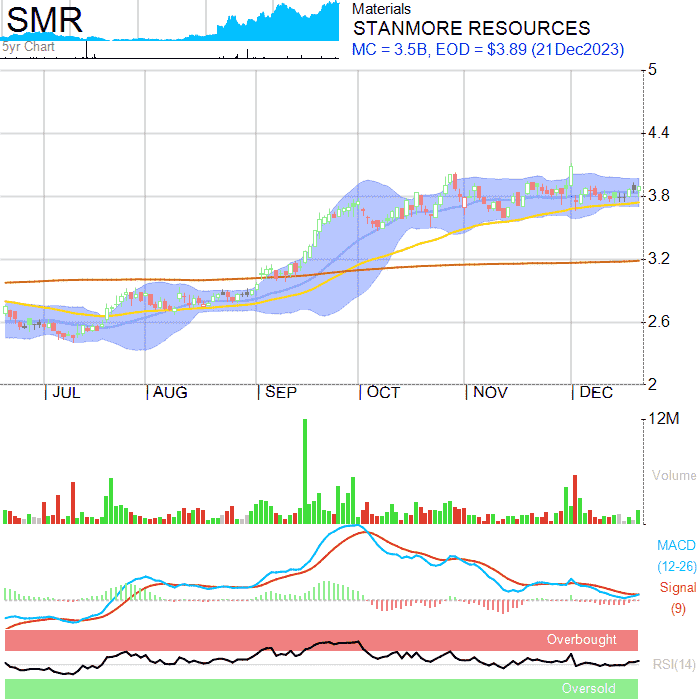 SMR
5yr Chart
Materials
STANMORE RESOURCES
MC = 3.5B, EOD = $3.89 (21Dec2023)
5
4.4
3.8
3.2
2.6
2
JUL AUG SEP OCT NOV DEC
12M
Volume
MACD
(12-26)
Signal
(9)
Overbought
RSI(14)
Oversold